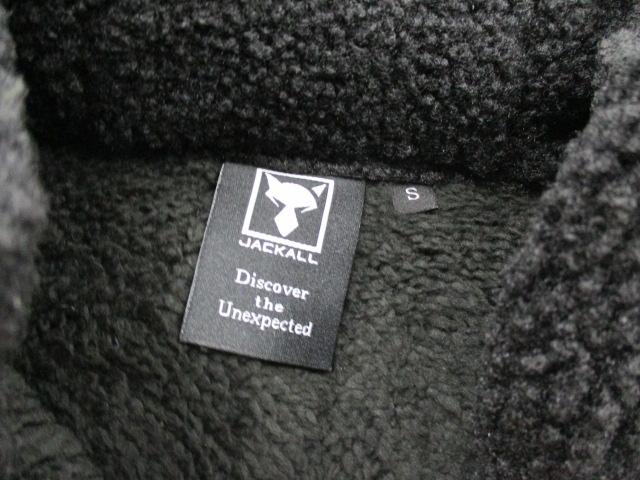 JACKALL
Discover
the
Unexpected
S